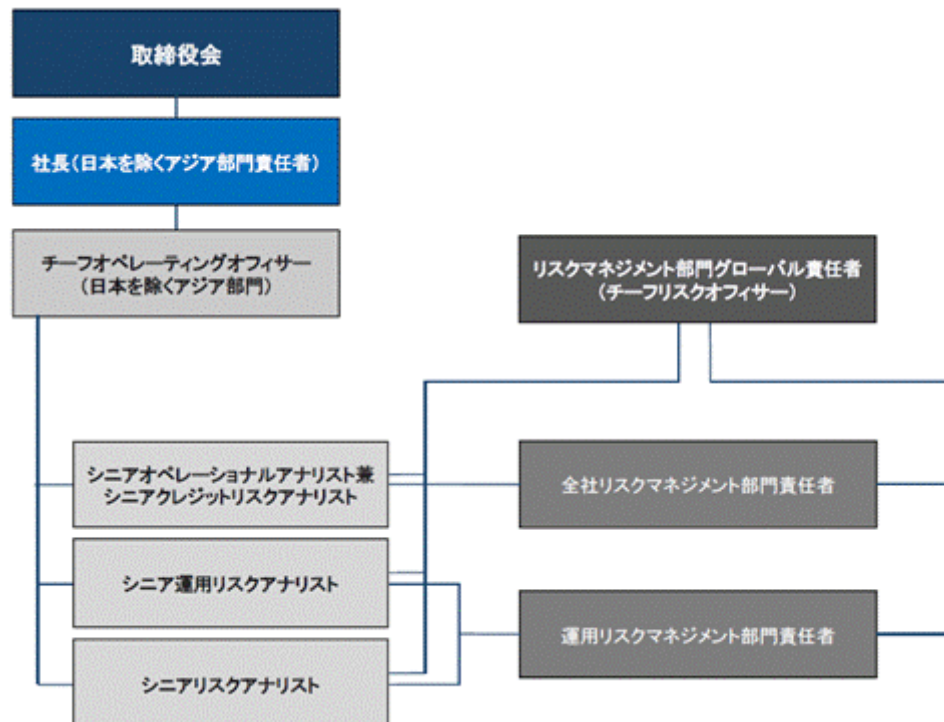 取締役会
社長(日本を除くアジア部門責任者)
チーフオペレーティングオフィサー
(日本を除くアジア部門)
リスクマネジメント部門グローバル責任者
(チーフリスクオフィサー)
シニアオペレーショナルアナリスト兼
シニアクレジットリスクアナリスト
全社リスクマネジメント部門責任者
シニア運用リスクアナリスト
運用リスクマネジメント部門責任者
シニアリスクアナリスト